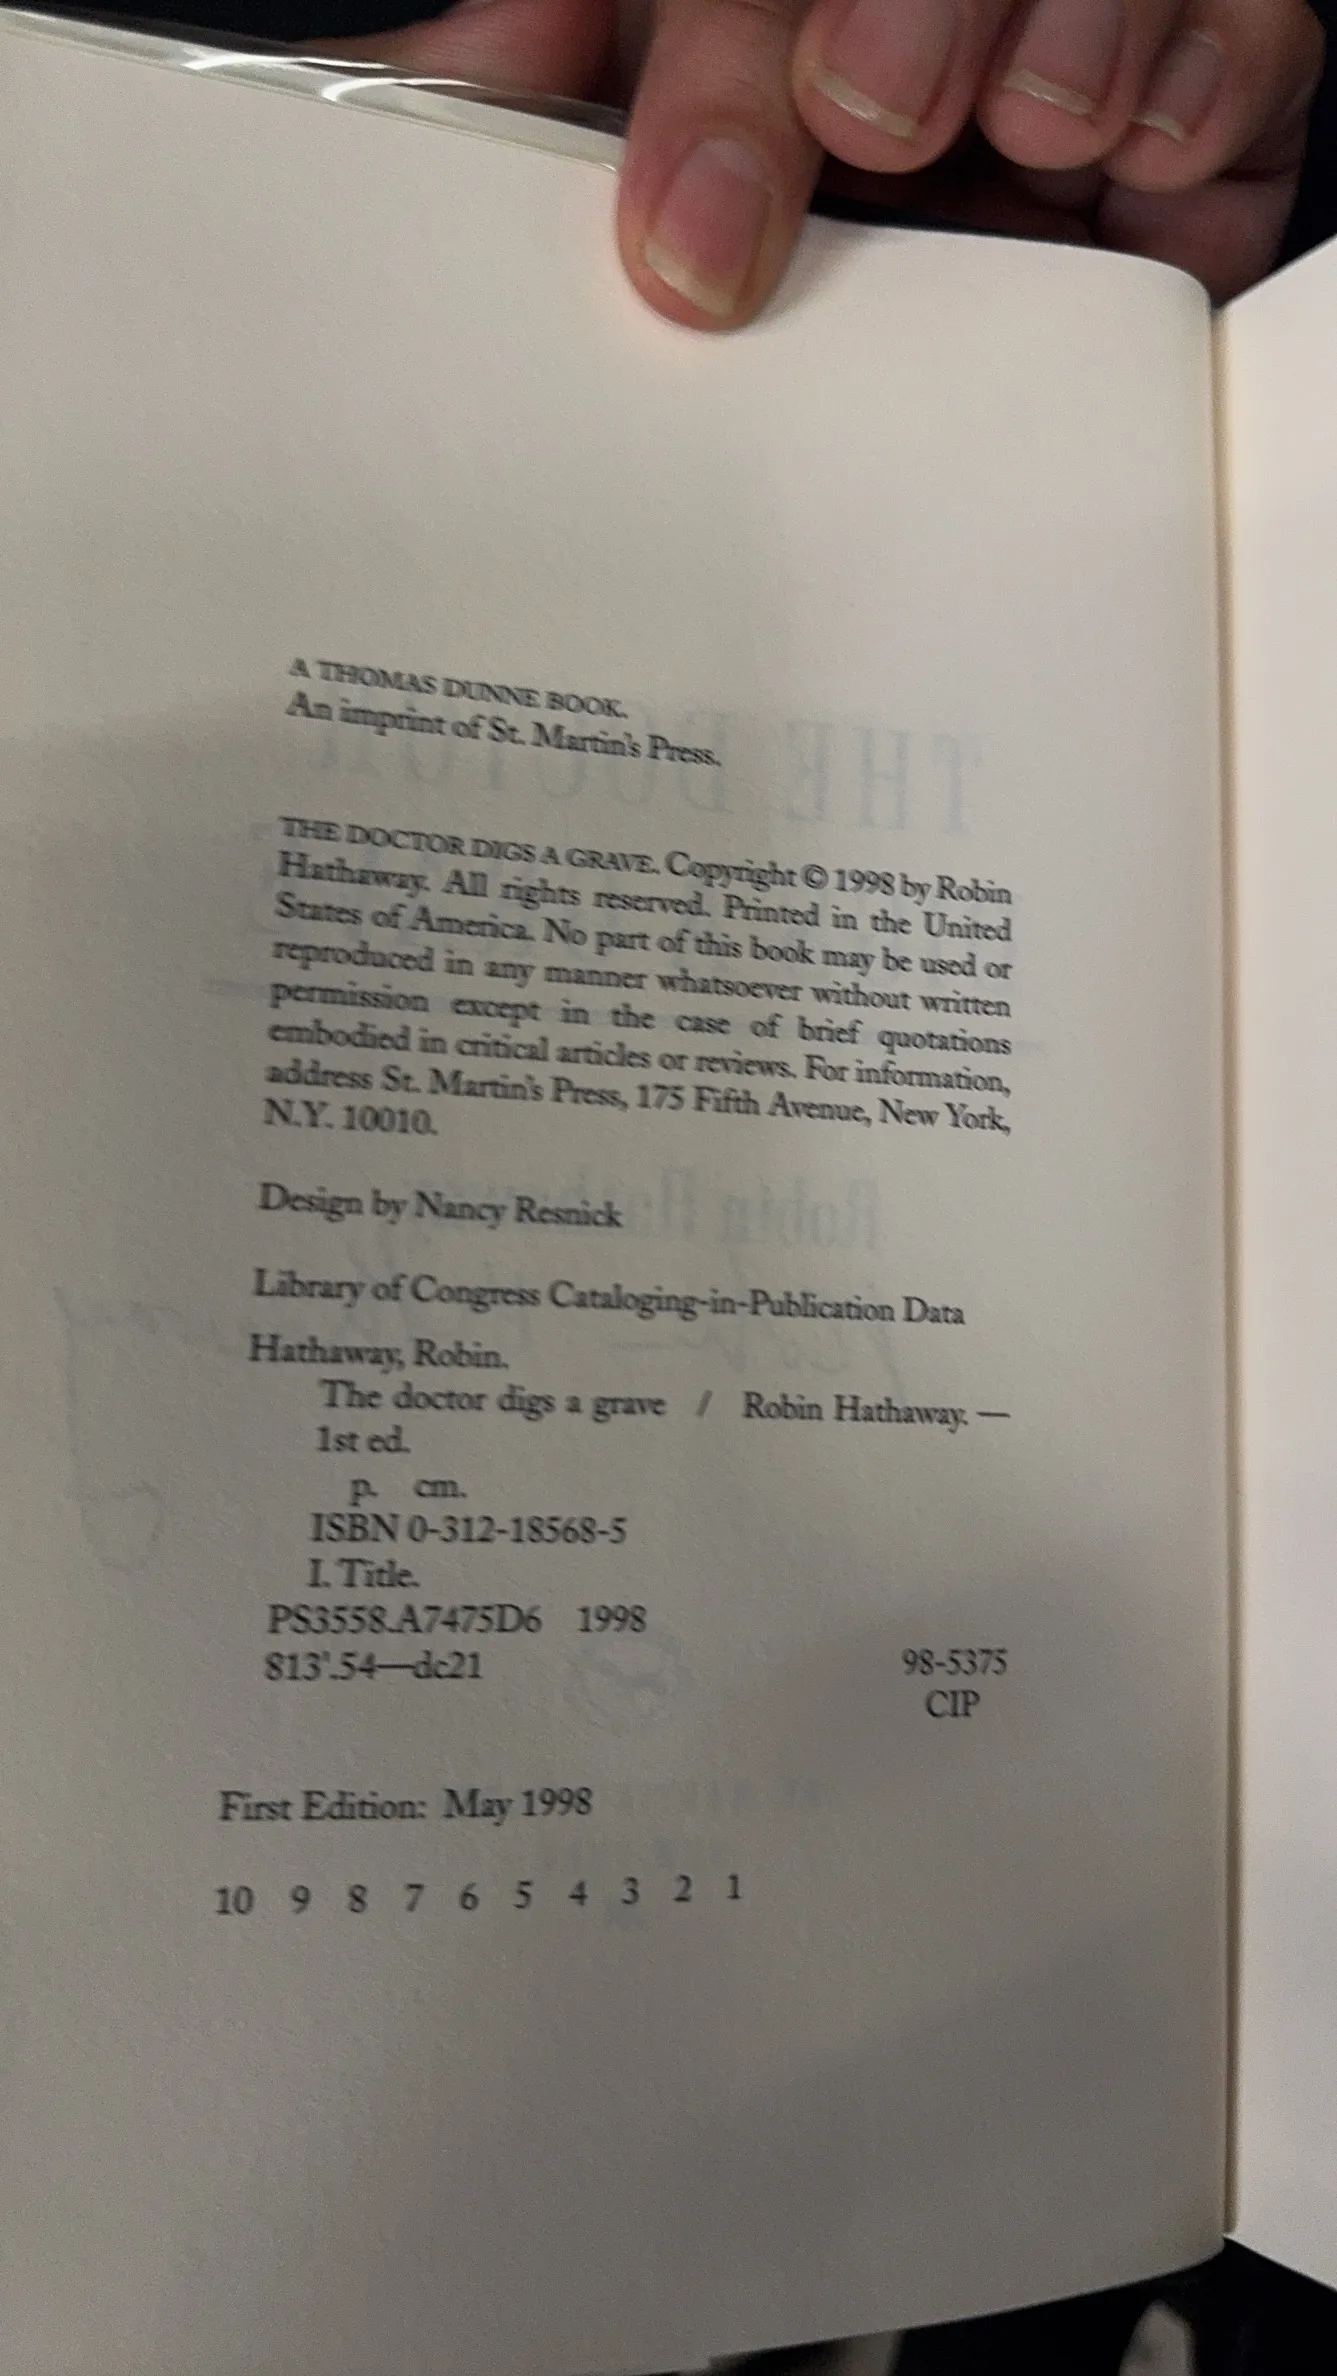 A THOMAS DUNNE BOOK.
An imprint of St. Martin's Press.
THE DOCTOR DIGS A GRAVE. Copyright © 1998 by Robin
Hathaway. All rights reserved. Printed in the United
States of America. No part of this book may be used or
reproduced in any manner whatsoever without written
permission except in the case of brief quotations
embodied in critical articles or reviews. For information,
address St. Martin's Press, 175 Fifth Avenue, New York,
N.Y. 10010.
Design by Nancy Resnick
Library of Congress Cataloging-in-Publication Data
Hathaway, Robin.
The doctor digs a grave / Robin Hathaway. —
1st ed.
p. cm.
ISBN 0-312-18568-5
I. Title.
PS3558.A7475D6 1998
813'.54—dc21 98-5375
CIP
First Edition: May 1998
10 9 8 7 6 5 4 3 2 1